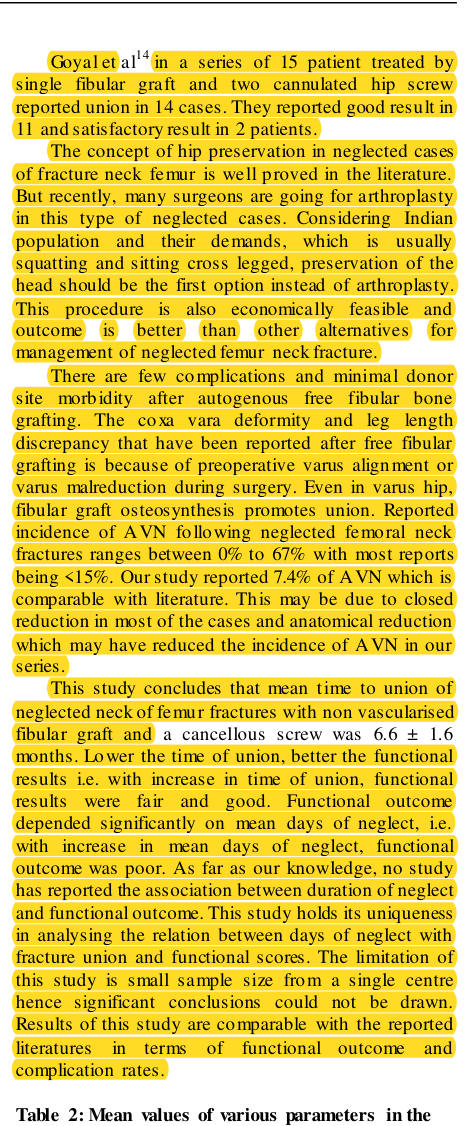 Goyal et al14 in a series of 15 patient treated by
single fibular graft and two cannulated hip screw
reported union in 14 cases. They reported good result in
11 and satisfactory result in 2 patients.
The concept of hip preservation in neglected cases
of fracture neck femur is well proved in the literature.
But recently, many surgeons are going for arthroplasty
in this type of neglected cases. Considering Indian
population and their demands, which is usually
squatting and sitting cross legged, preservation of the
head should be the first option instead of arthroplasty.
This procedure is also economically feasible and
outcome is better than other alternatives for
management of neglected femur neck fracture.
There are few complications and minimal donor
site morbidity after autogenous free fibular bone
grafting. The coxa vara deformity and leg length
discrepancy that have been reported after free fibular
grafting is because of preoperative varus alignment or
varus malreduction during surgery. Even in varus hip,
fibular graft osteosynthesis promotes union. Reported
incidence of AVN following neglected femoral neck
fractures ranges between 0% to 67% with most reports
being <15%. Our study reported 7.4% of AVN which is
comparable with literature. This may be due to closed
reduction in most of the cases and anatomical reduction
which may have reduced the incidence of AVN in our
series.
This study concludes that mean time to union of
neglected neck of femur fractures with non vascularised
fibular graft and a cancellous screw was 6.6 ± 1.6
months. Lower the time of union, better the functional
results i.e. with increase in time of union, functional
results were fair and good. Functional outcome
depended significantly on mean days of neglect, i.e.
with increase in mean days of neglect, functional
outcome was poor. As far as our knowledge, no study
has reported the association between duration of neglect
and functional outcome. This study holds its uniqueness
in analysing the relation between days of neglect with
fracture union and functional scores. The limitation of
this study is small sample size from a single centre
hence significant conclusions could not be drawn.
Results of this study are comparable with the reported
literatures in terms of functional outcome and
complication rates.
Table 2: Mean values of various parameters in the